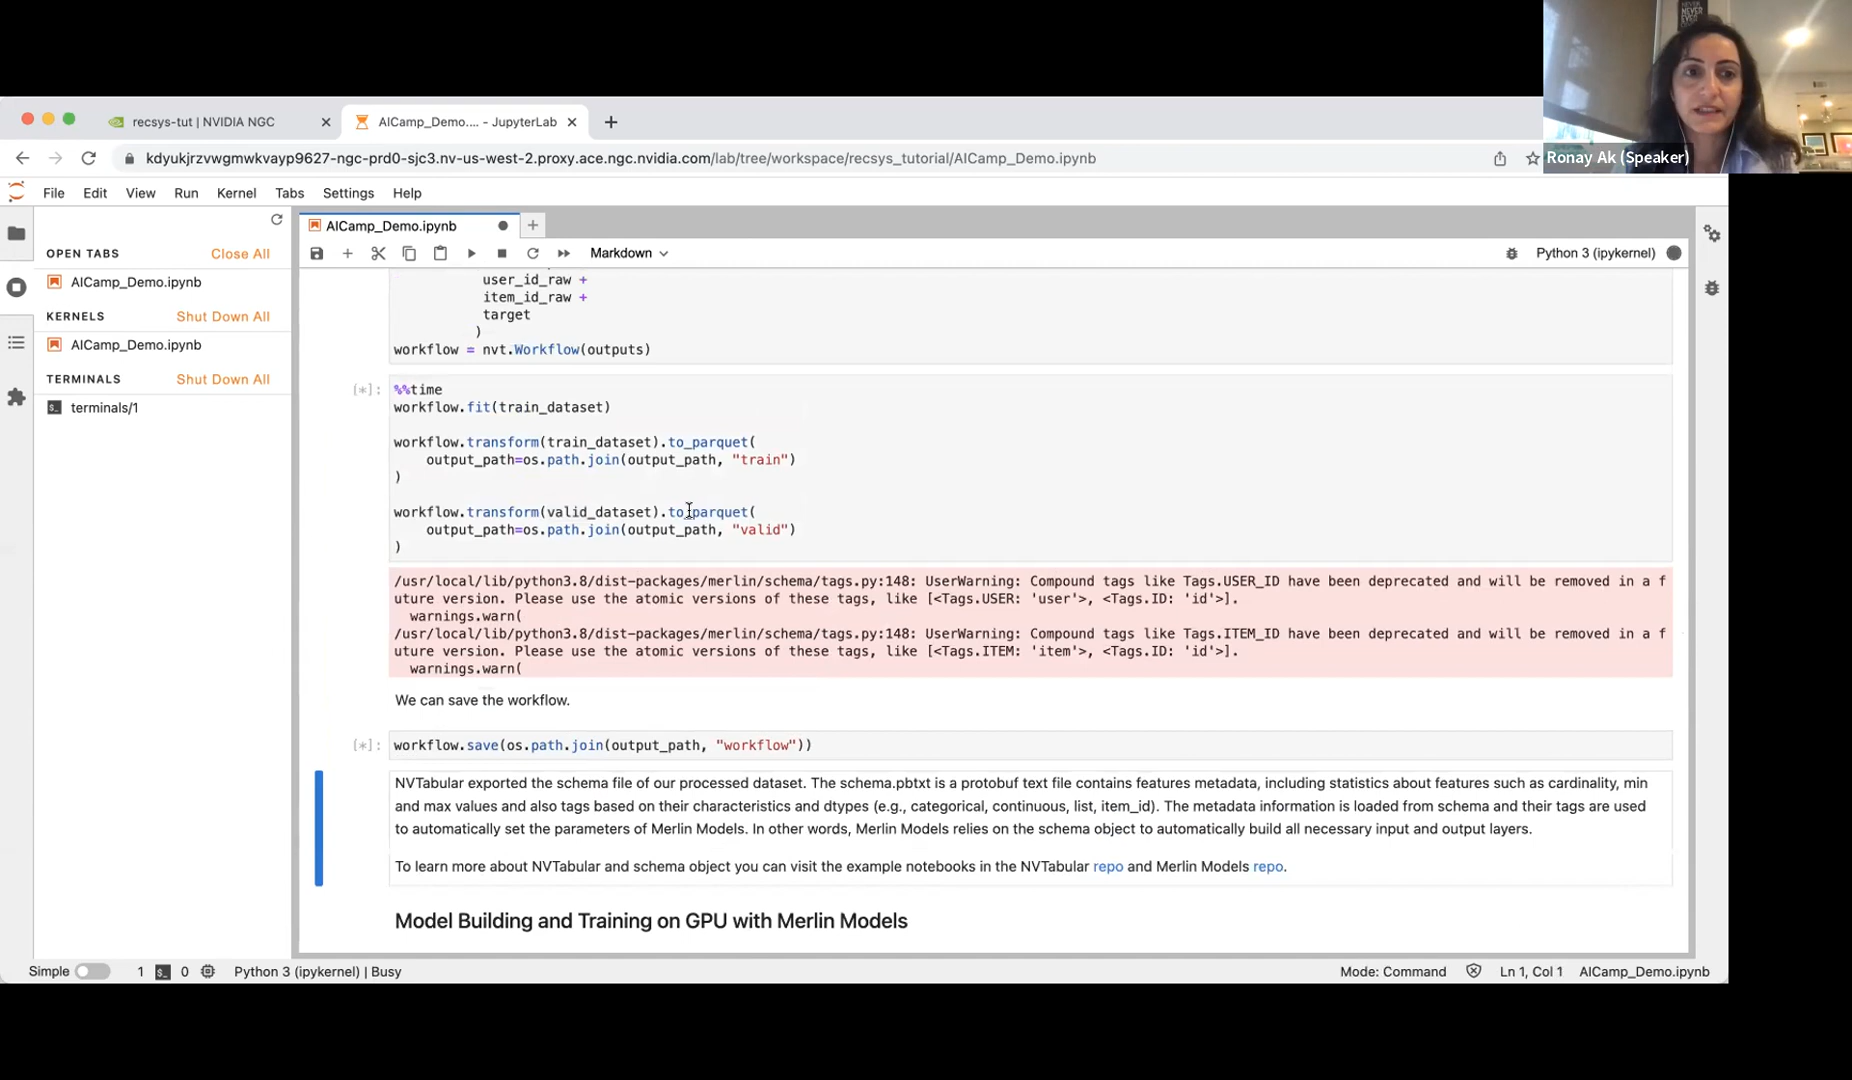 NEVER
NEVER
Ronay Ak (Speaker)
recsys-tut | NVIDIA NGC
AICamp_Demo.... - JupyterLab
kdyukjrzvwgmwkvayp9627-ngc-prd0-sjc3.nv-us-west-2.proxy.ace.ngc.nvidia.com/lab/tree/workspace/recsys_tutorial/AICamp_Demo.ipynb
File Edit View Run Kernel Tabs Settings Help
OPEN TABS Close All
AICamp_Demo.ipynb
KERNELS Shut Down All
AICamp_Demo.ipynb
TERMINALS Shut Down All
terminals/1
AICamp_Demo.ipynb
Markdown
Python 3 (ipykernel)
user_id_raw +
item_id_raw +
target
)
workflow = nvt.Workflow(outputs)
[*]: %%time
workflow.fit(train_dataset)
workflow.transform(train_dataset).to_parquet(
output_path=os.path.join(output_path, "train")
)
workflow.transform(valid_dataset).to_parquet(
output_path=os.path.join(output_path, "valid")
)
/usr/local/lib/python3.8/dist-packages/merlin/schema/tags.py:148: UserWarning: Compound tags like Tags.USER_ID have been deprecated and will be removed in a f
uture version. Please use the atomic versions of these tags, like [<Tags.USER: 'user'>, <Tags.ID: 'id'>].
warnings.warn(
/usr/local/lib/python3.8/dist-packages/merlin/schema/tags.py:148: UserWarning: Compound tags like Tags.ITEM_ID have been deprecated and will be removed in a f
uture version. Please use the atomic versions of these tags, like [<Tags.ITEM: 'item'>, <Tags.ID: 'id'>].
warnings.warn(
We can save the workflow.
[*]: workflow.save(os.path.join(output_path, "workflow"))
NVTabular exported the schema file of our processed dataset. The schema.pbtxt is a protobuf text file contains features metadata, including statistics about features such as cardinality, min
and max values and also tags based on their characteristics and dtypes (e.g., categorical, continuous, list, item_id). The metadata information is loaded from schema and their tags are used
to automatically set the parameters of Merlin Models. In other words, Merlin Models relies on the schema object to automatically build all necessary input and output layers.
To learn more about NVTabular and schema object you can visit the example notebooks in the NVTabular repo and Merlin Models repo.
Model Building and Training on GPU with Merlin Models
Simple 1 0 Python 3 (ipykernel) | Busy Mode: Command Ln 1, Col 1 AICamp_Demo.ipynb